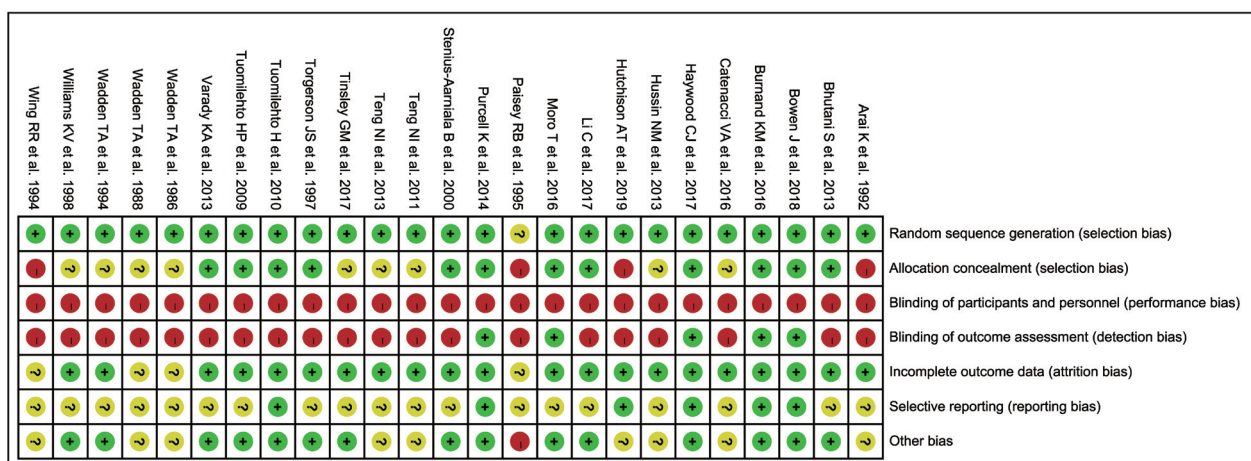 Wing RR et al. 1994
Williams KV et al. 1998
Wadden TA et al. 1994
Wadden TA et al. 1988
Wadden TA et al. 1986
Varady KA et al. 2013
Tuomilehto HP et al. 2009
Tuomilehto H et al. 2010
Torgerson JS et al. 1997
Tinsley GM et al. 2017
Teng NI et al. 2013
Teng NI et al. 2011
Stenius-Aarniala B et al. 2000
Purcell K et al. 2014
Paisey RB et al. 1995
Moro T et al. 2016
Li C et al. 2017
Hutchison AT et al. 2019
Hussin NM et al. 2013
Haywood CJ et al. 2017
Catenacci VA et al. 2016
Burnand KM et al. 2016
Bowen J et al. 2018
Bhutani S et al. 2013
Arai K et al. 1992
+ + + + + + + + + + + + + + ? + + + + + + + + + + Random sequence generation (selection bias)
– ? ? ? ? + + + + ? ? ? + + – + + – ? + ? + + + – Allocation concealment (selection bias)
– – – – – – – – – – – – – – – – – – – – – – – – – Blinding of participants and personnel (performance bias)
– – – – – – – – – – – – – + – + – – – + – + + – – Blinding of outcome assessment (detection bias)
? + + ? ? + + + + + + + + + ? + + + + + + + + + + Incomplete outcome data (attrition bias)
? ? ? ? ? ? ? + ? ? ? ? ? + ? ? ? + ? + ? + + ? ? Selective reporting (reporting bias)
? + + ? ? + + + + + ? ? + + – + + ? ? + ? + + + ? Other bias